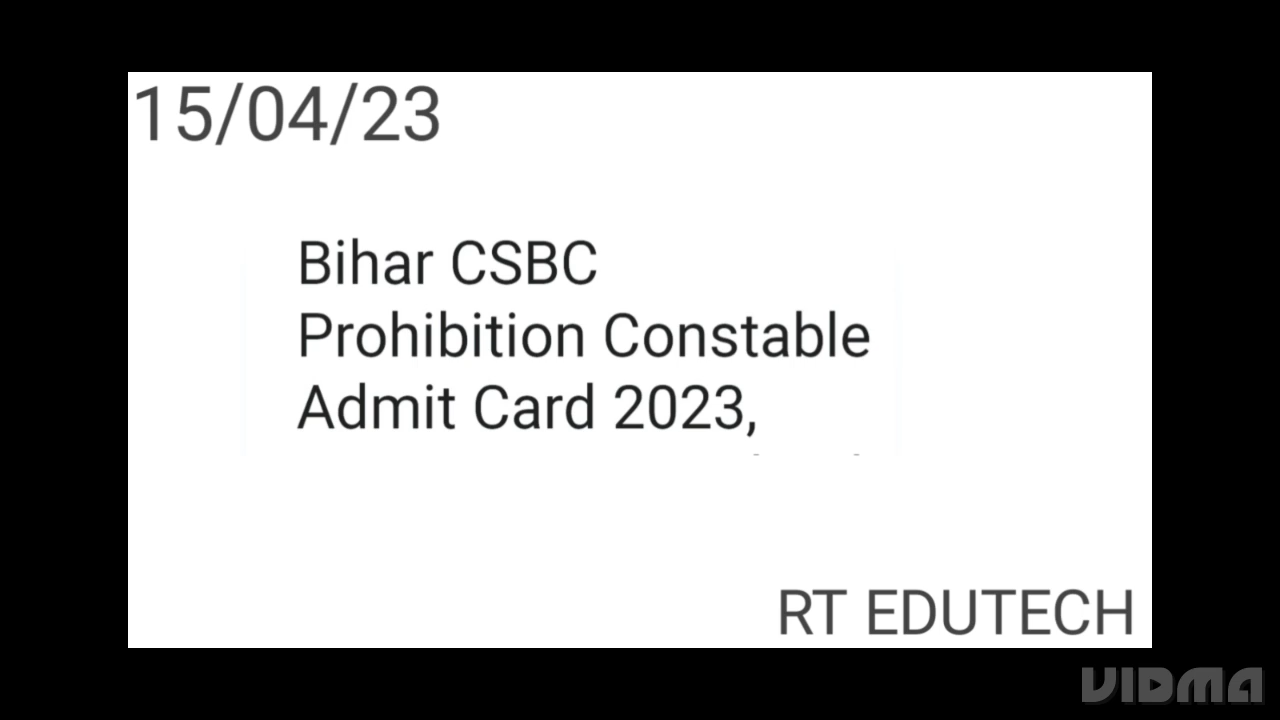 15/04/23
Bihar CSBC
Prohibition Constable
Admit Card 2023,
RT EDUTECH
VIDMA